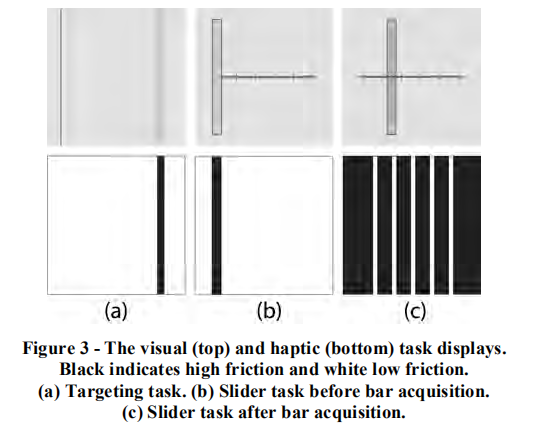 (a) (b) (c)
Figure 3 - The visual (top) and haptic (bottom) task displays.
Black indicates high friction and white low friction.
(a) Targeting task. (b) Slider task before bar acquisition.
(c) Slider task after bar acquisition.